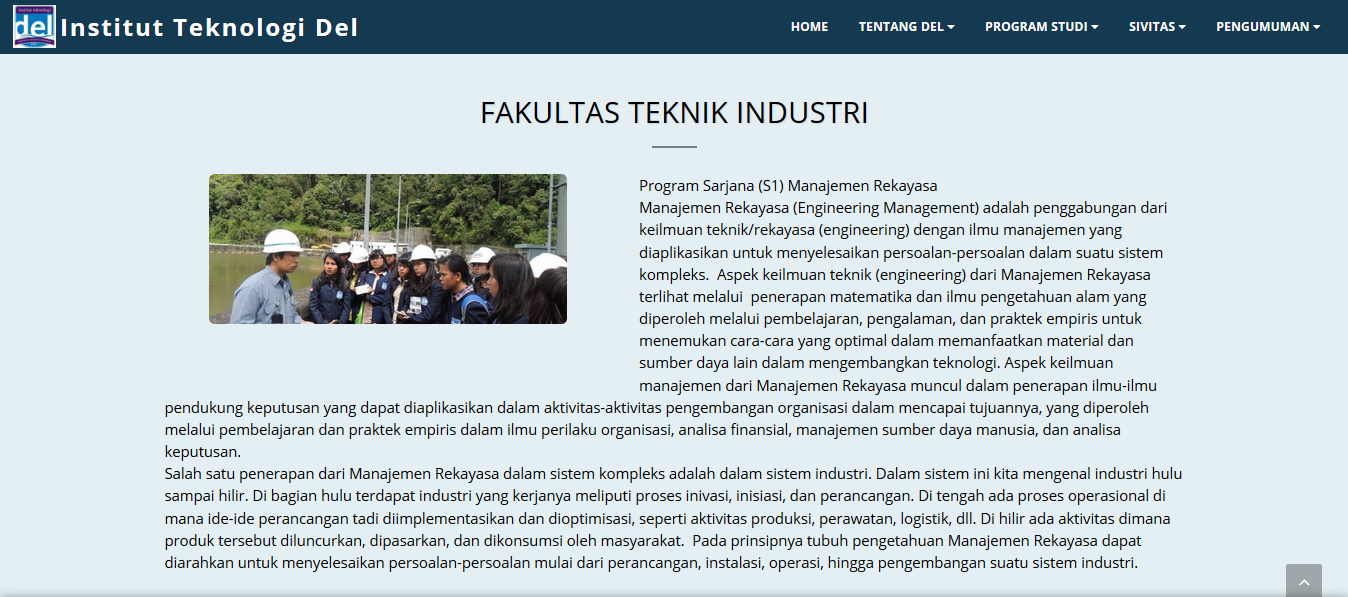 institut teknologi
del
Institut Teknologi Del
HOME
TENTANG DEL
PROGRAM STUDI
SIVITAS
PENGUMUMAN
FAKULTAS TEKNIK INDUSTRI
Program Sarjana (S1) Manajemen Rekayasa
Manajemen Rekayasa (Engineering Management) adalah penggabungan dari
keilmuan teknik/rekayasa (engineering) dengan ilmu manajemen yang
diaplikasikan untuk menyelesaikan persoalan-persoalan dalam suatu sistem
kompleks. Aspek keilmuan teknik (engineering) dari Manajemen Rekayasa
terlihat melalui penerapan matematika dan ilmu pengetahuan alam yang
diperoleh melalui pembelajaran, pengalaman, dan praktek empiris untuk
menemukan cara-cara yang optimal dalam memanfaatkan material dan
sumber daya lain dalam mengembangkan teknologi. Aspek keilmuan
manajemen dari Manajemen Rekayasa muncul dalam penerapan ilmu-ilmu
pendukung keputusan yang dapat diaplikasikan dalam aktivitas-aktivitas pengembangan organisasi dalam mencapai tujuannya, yang diperoleh
melalui pembelajaran dan praktek empiris dalam ilmu perilaku organisasi, analisa finansial, manajemen sumber daya manusia, dan analisa
keputusan.
Salah satu penerapan dari Manajemen Rekayasa dalam sistem kompleks adalah dalam sistem industri. Dalam sistem ini kita mengenal industri hulu
sampai hilir. Di bagian hulu terdapat industri yang kerjanya meliputi proses inivasi, inisiasi, dan perancangan. Di tengah ada proses operasional di
mana ide-ide perancangan tadi diimplementasikan dan dioptimisasi, seperti aktivitas produksi, perawatan, logistik, dll. Di hilir ada aktivitas dimana
produk tersebut diluncurkan, dipasarkan, dan dikonsumsi oleh masyarakat. Pada prinsipnya tubuh pengetahuan Manajemen Rekayasa dapat
diarahkan untuk menyelesaikan persoalan-persoalan mulai dari perancangan, instalasi, operasi, hingga pengembangan suatu sistem industri.